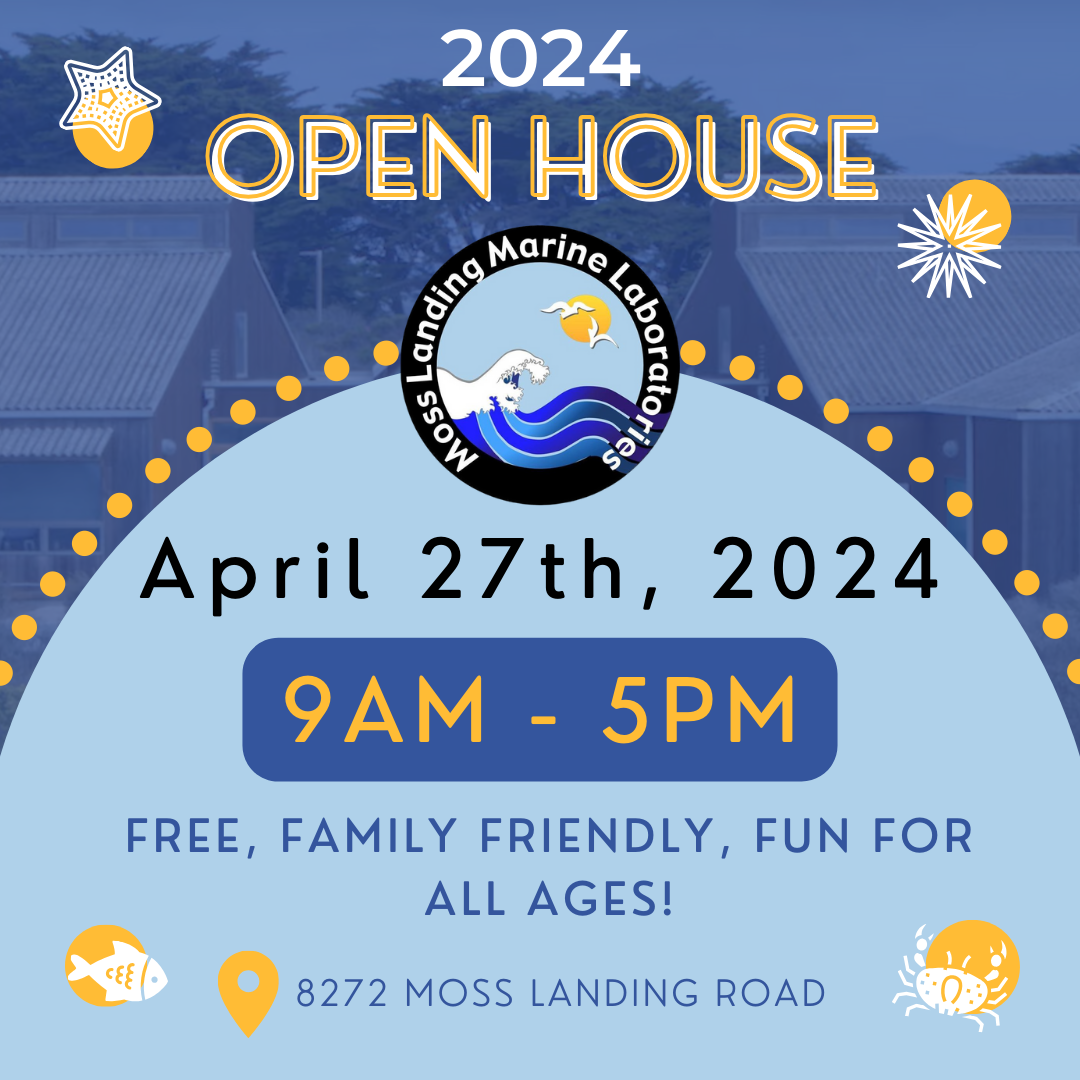 2024
OPEN HOUSE
Moss Landing Marine Laboratories
April 27th, 2024
9AM - 5PM
FREE, FAMILY FRIENDLY, FUN FOR
ALL AGES!
8272 MOSS LANDING ROAD